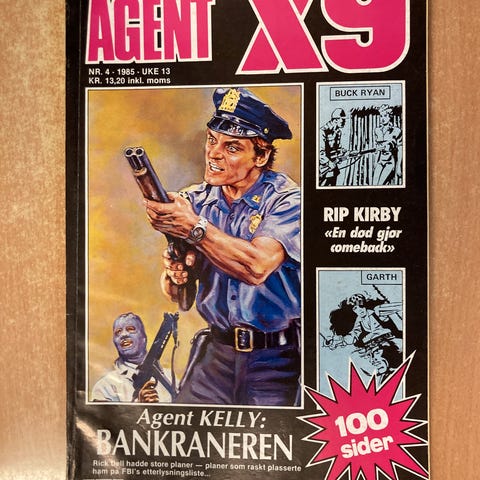 AGENT X9
NR. 4 - 1985 - UKE 13
KR. 13,20 inkl. moms
BUCK RYAN
RIP KIRBY
«En død gjør
comeback»
GARTH
100
sider
Agent KELLY:
BANKRANEREN
Rick Dell hadde store planer — planer som raskt plasserte
ham på FBI's etterlysningsliste...